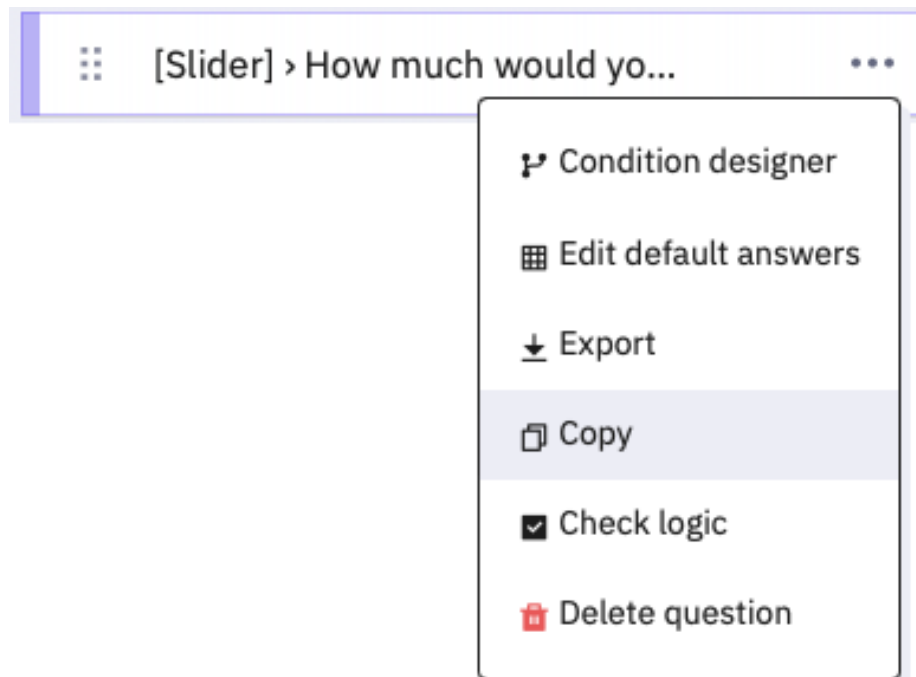 [Slider] › How much would yo...
Condition designer
Edit default answers
Export
Copy
Check logic
Delete question